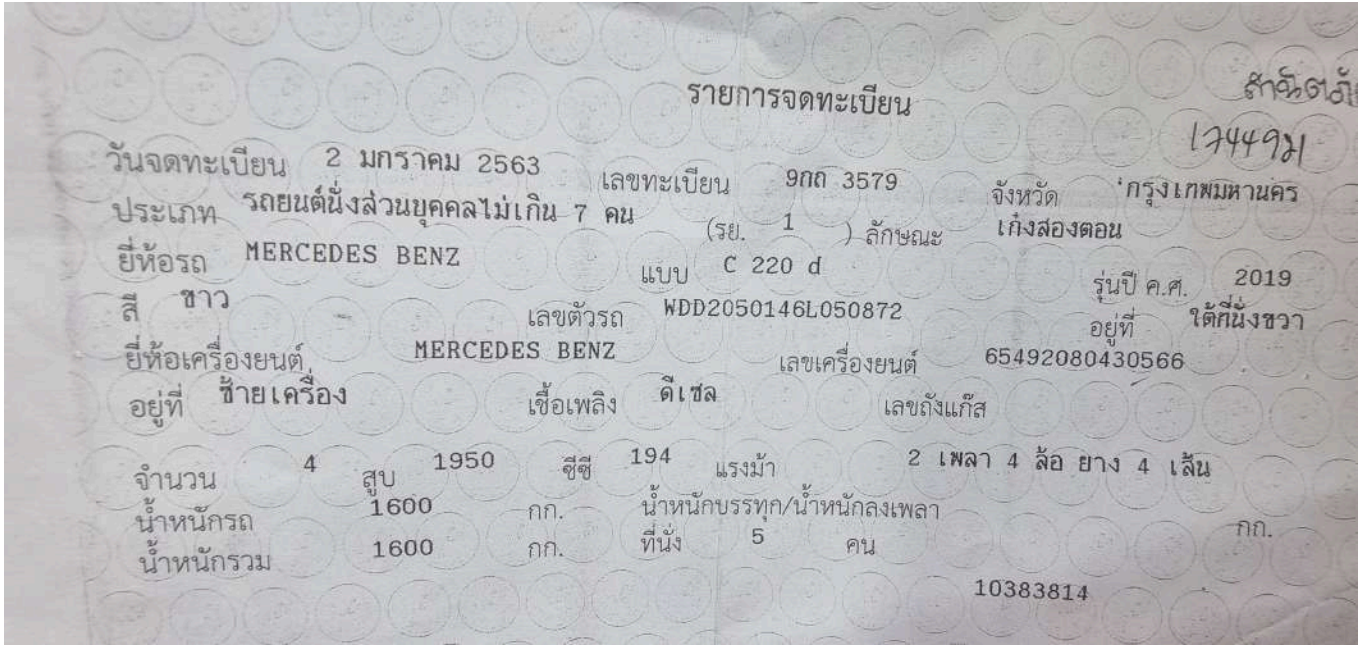 รายการจดทะเบียน
174492
วันจดทะเบียน 2 มกราคม 2563 เลขทะเบียน 9กถ 3579 จังหวัด กรุงเทพมหานคร
ประเภท รถยนต์นั่งส่วนบุคคลไม่เกิน 7 คน (รย. 1 ) ลักษณะ เก๋งสองตอน
ยี่ห้อรถ MERCEDES BENZ แบบ C 220 d รุ่นปี ค.ศ. 2019
สี ขาว เลขตัวรถ WDD2050146L050872 อยู่ที่ ใต้ที่นั่งขวา
ยี่ห้อเครื่องยนต์ MERCEDES BENZ เลขเครื่องยนต์ 65492080430566
อยู่ที่ ซ้ายเครื่อง เชื้อเพลิง ดีเซล เลขถังแก๊ส
จำนวน 4 สูบ 1950 ซีซี 194 แรงม้า 2 เพลา 4 ล้อ ยาง 4 เส้น
น้ำหนักรถ 1600 กก. น้ำหนักบรรทุก/น้ำหนักลงเพลา กก.
น้ำหนักรวม 1600 กก. ที่นั่ง 5 คน
10383814